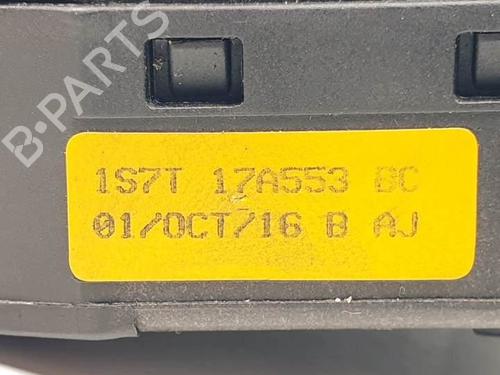 B-PARTS
1S7T 17A553 BC
01/OCT/16 B AJ